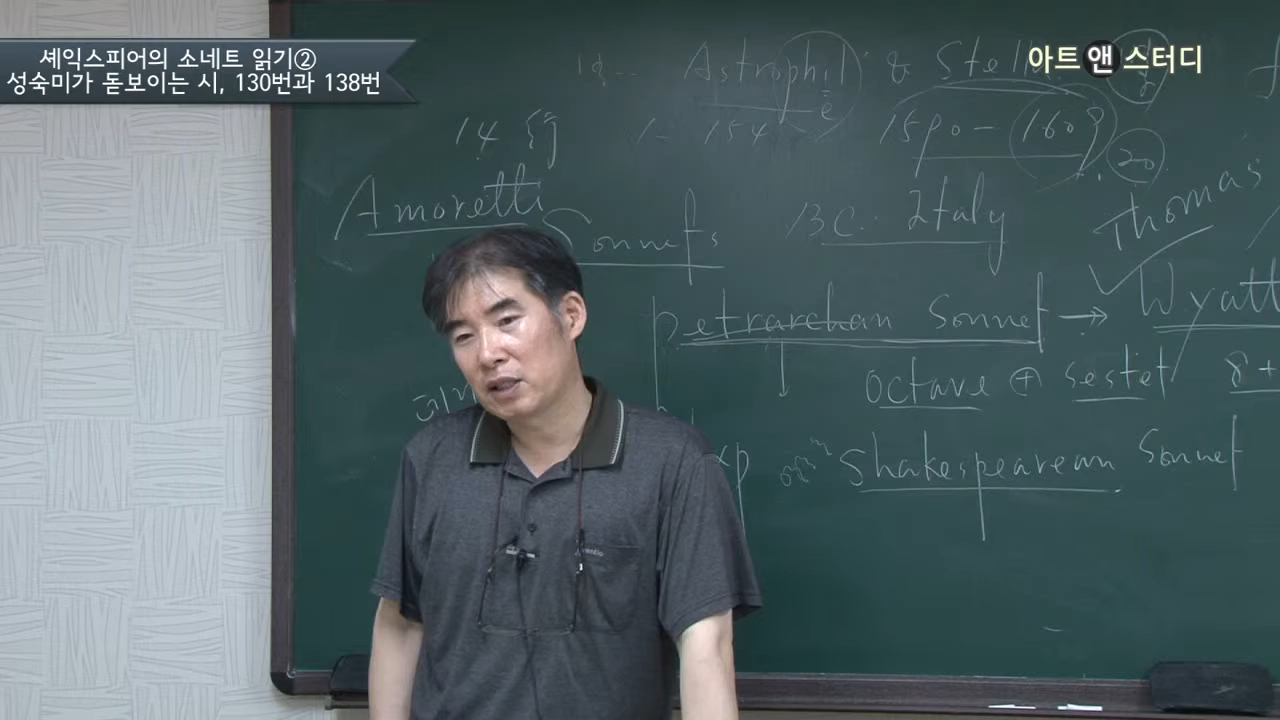 셰익스피어의 소네트 읽기②
성숙미가 돋보이는 시, 130번과 138번
아트앤스터디
Astrophil & Stella
e
14行 1-154 1590-1609
20
Amoretti
Sonnets 13C. Italy Thomas
petrarchan Sonnet → Wyatt
octave + sestet 8+
Shakespearean Sonnet